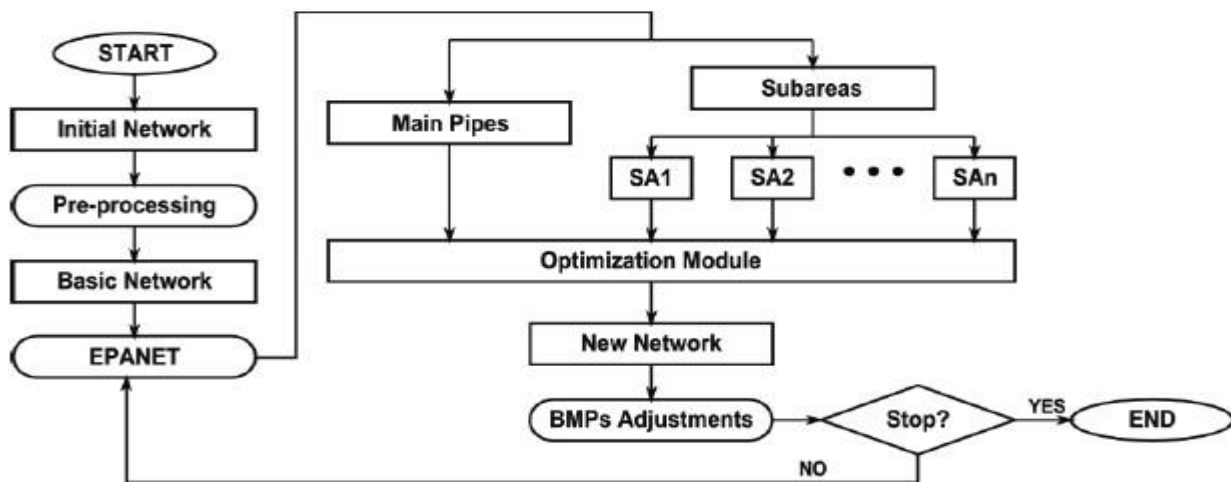 START
Initial Network
Pre-processing
Basic Network
EPANET
Main Pipes
Subareas
SA1
SA2
• • •
SAn
Optimization Module
New Network
BMPs Adjustments
Stop?
YES
END
NO